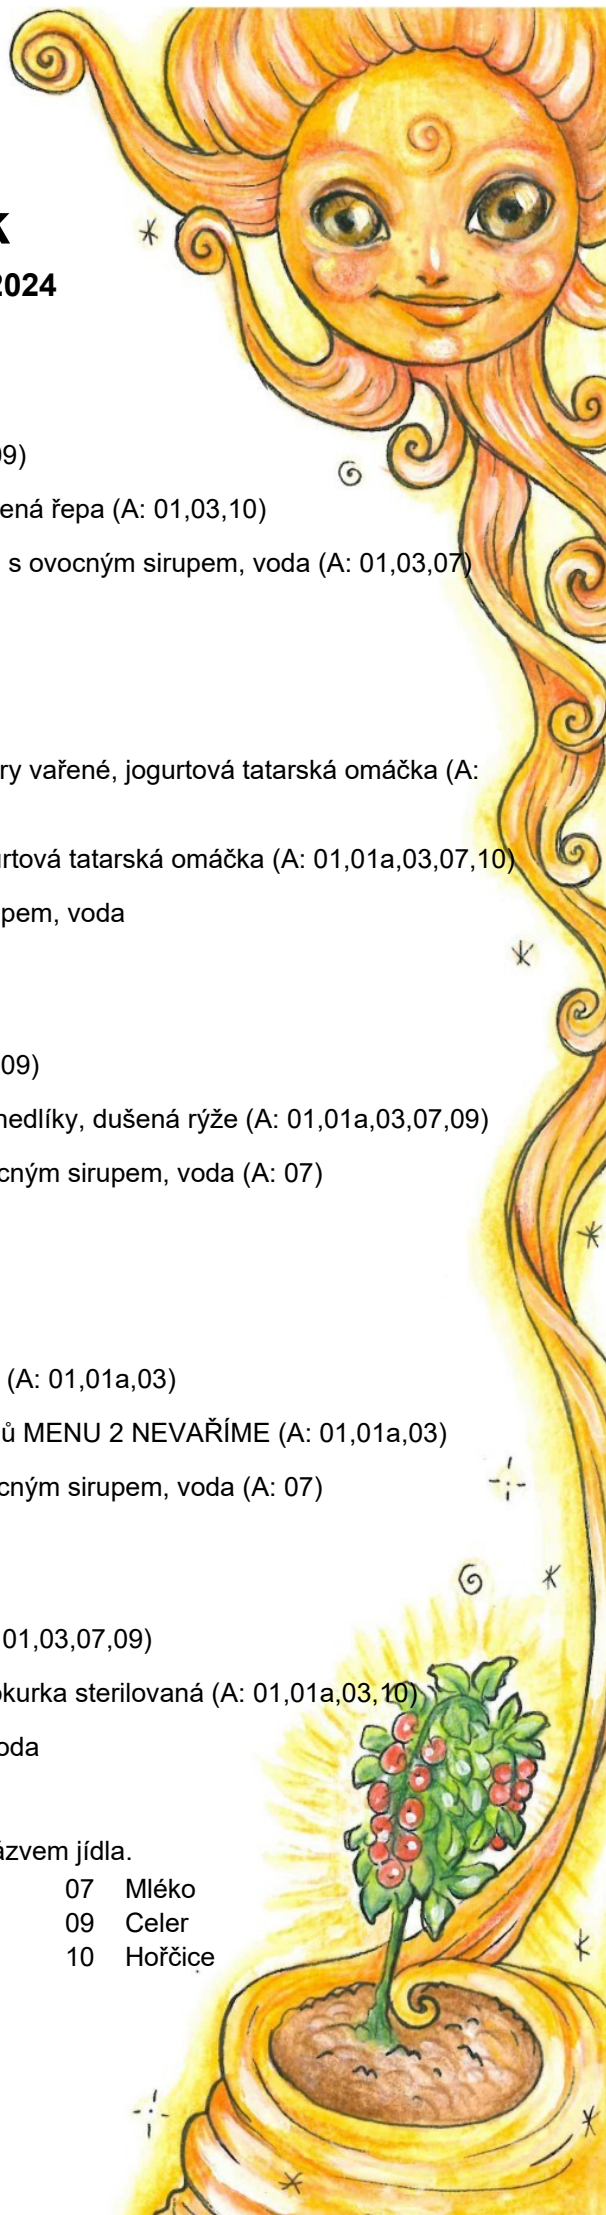 k
2024
09)
ená řepa (A: 01,03,10)
s ovocným sirupem, voda (A: 01,03,07)
ry vařené, jogurtová tatarská omáčka (A:
urtová tatarská omáčka (A: 01,01a,03,07,10)
pem, voda
,09)
nedlíky, dušená rýže (A: 01,01a,03,07,09)
cným sirupem, voda (A: 07)
(A: 01,01a,03)
ů MENU 2 NEVAŘÍME (A: 01,01a,03)
cným sirupem, voda (A: 07)
01,03,07,09)
okurka sterilovaná (A: 01,01a,03,10)
oda
ázvem jídla.
07 Mléko
09 Celer
10 Hořčice